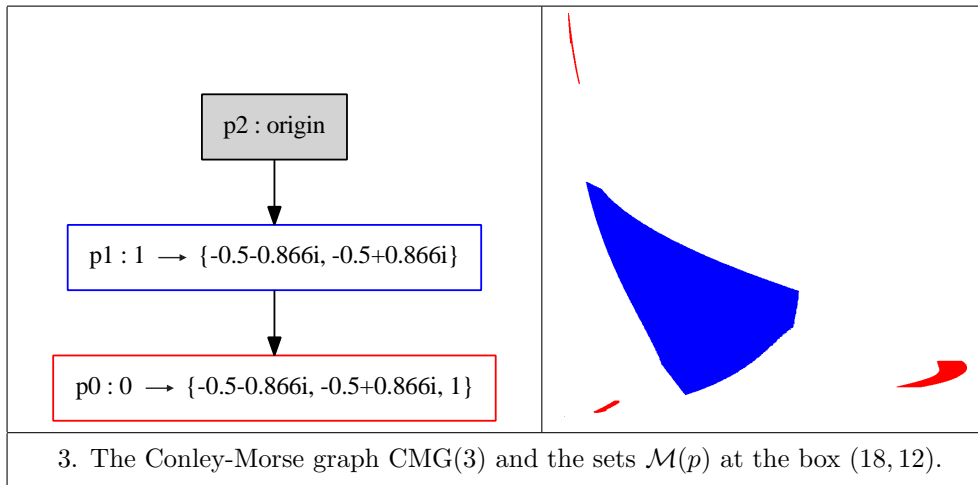 p2 : origin
p1 : 1 → {-0.5-0.866i, -0.5+0.866i}
p0 : 0 → {-0.5-0.866i, -0.5+0.866i, 1}
3. The Conley-Morse graph CMG(3) and the sets ℳ(p) at the box (18, 12).